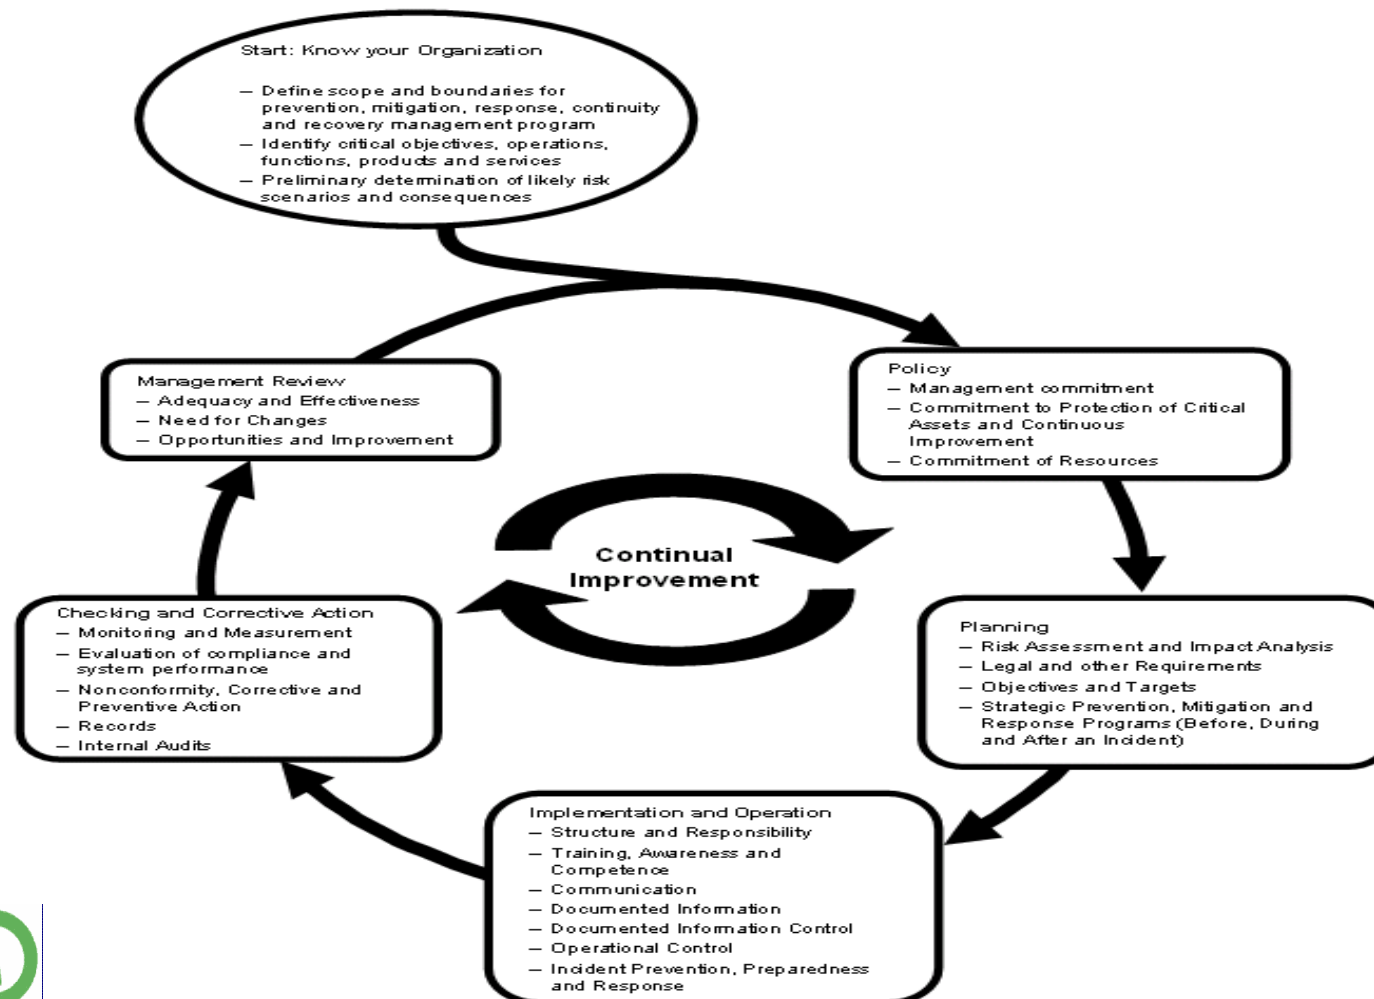 Start: Know your Organization
— Define scope and boundaries for
prevention, mitigation, response, continuity
and recovery management program
— Identify critical objectives, operations,
functions, products and services
— Preliminary determination of likely risk
scenarios and consequences
Management Review
— Adequacy and Effectiveness
— Need for Changes
— Opportunities and Improvement
Policy
— Management commitment
— Commitment to Protection of Critical
Assets and Continuous
Improvement
— Commitment of Resources
Continual
Improvement
Checking and Corrective Action
— Monitoring and Measurement
— Evaluation of compliance and
system performance
— Nonconformity, Corrective and
Preventive Action
— Records
— Internal Audits
Planning
— Risk Assessment and Impact Analysis
— Legal and other Requirements
— Objectives and Targets
— Strategic Prevention, Mitigation and
Response Programs (Before, During
and After an Incident)
Implementation and Operation
— Structure and Responsibility
— Training, Awareness and
Competence
— Communication
— Documented Information
— Documented Information Control
— Operational Control
— Incident Prevention, Preparedness
and Response